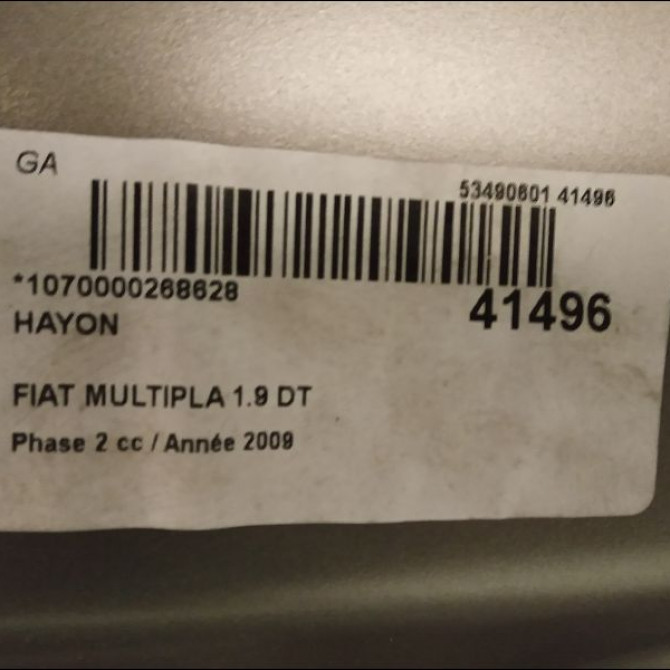 GA
53490601 41496
*1070000268628
41496
HAYON
FIAT MULTIPLA 1.9 DT
Phase 2 cc / Année 2009